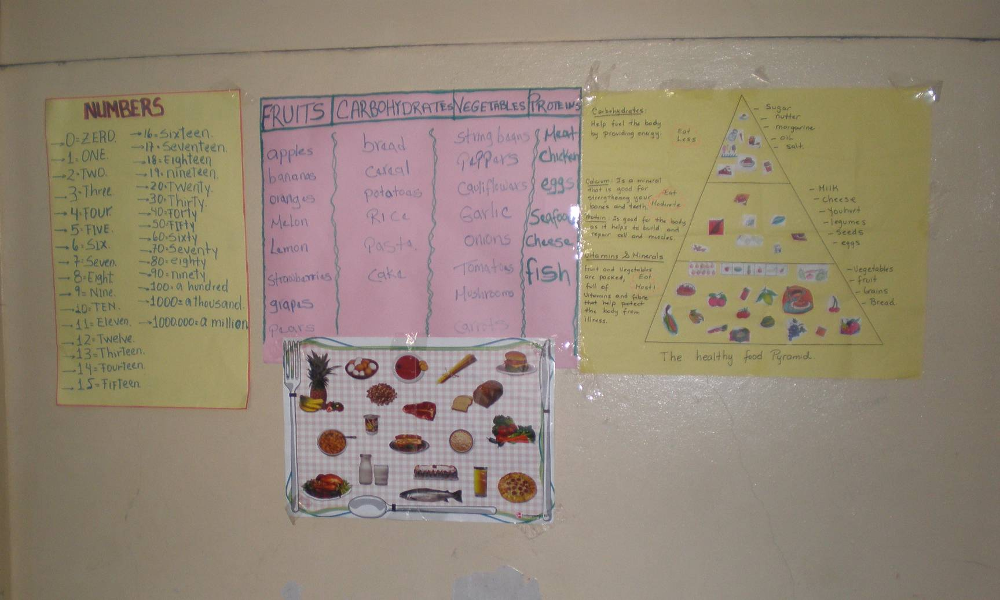 NUMBERS
→0=ZERO.
→1=ONE.
→2=TWO.
→3=Three
→4=FOUR
→5=FIVE.
→6=SIX.
→7=Seven.
→8=Eight
→9=Nine.
→10=TEN.
→11=Eleven.
→12=Twelve.
→13=Thirteen.
→14=Fourteen.
→15=Fifteen
→16=Sixteen.
→17=Seventeen.
→18=Eighteen
→19=nineteen.
→20=Twenty.
→30=Thirty.
→40=Forty
→50=Fifty
→60=Sixty
→70=Seventy
→80=eighty
→90=ninety
→100=a hundred
→1000=a thousand.
→1000.000=a million
FRUITS
apples
bananas
oranges
Melon
Lemon
strawberries
grapes
pears
CARBOHYDRATES
bread
cereal
potatoes
Rice
Pasta.
cake
VEGETABLES
string beans
Peppers
Cauliflowers
Garlic
onions
Tomatoes
Mushrooms
carrots
PROTEINS
Meat
chicken
eggs
Seafood
cheese
fish
Carbohydrates:
Help fuel the body
by providing energy.
Eat
Less
Calcium: Is a mineral
that is good for
strengthening your
bones and teeth.
Eat
Moderate
Protein: Is good for the body
as it helps to build and
repair cell and muscles.
Vitamins & Minerals
Fruit and Vegetables
are packed,
full of
Vitamins and fibre
that help protect
the body from
illness.
Eat
Most!
- Sugar
- nutter
- morgarine
- oil
- salt.
- Milk
- cheese
- youhurt
- legumes
- Seeds
- eggs
- Vegetables
- fruit
- Grains
- Bread.
The healthy food Pyramid.